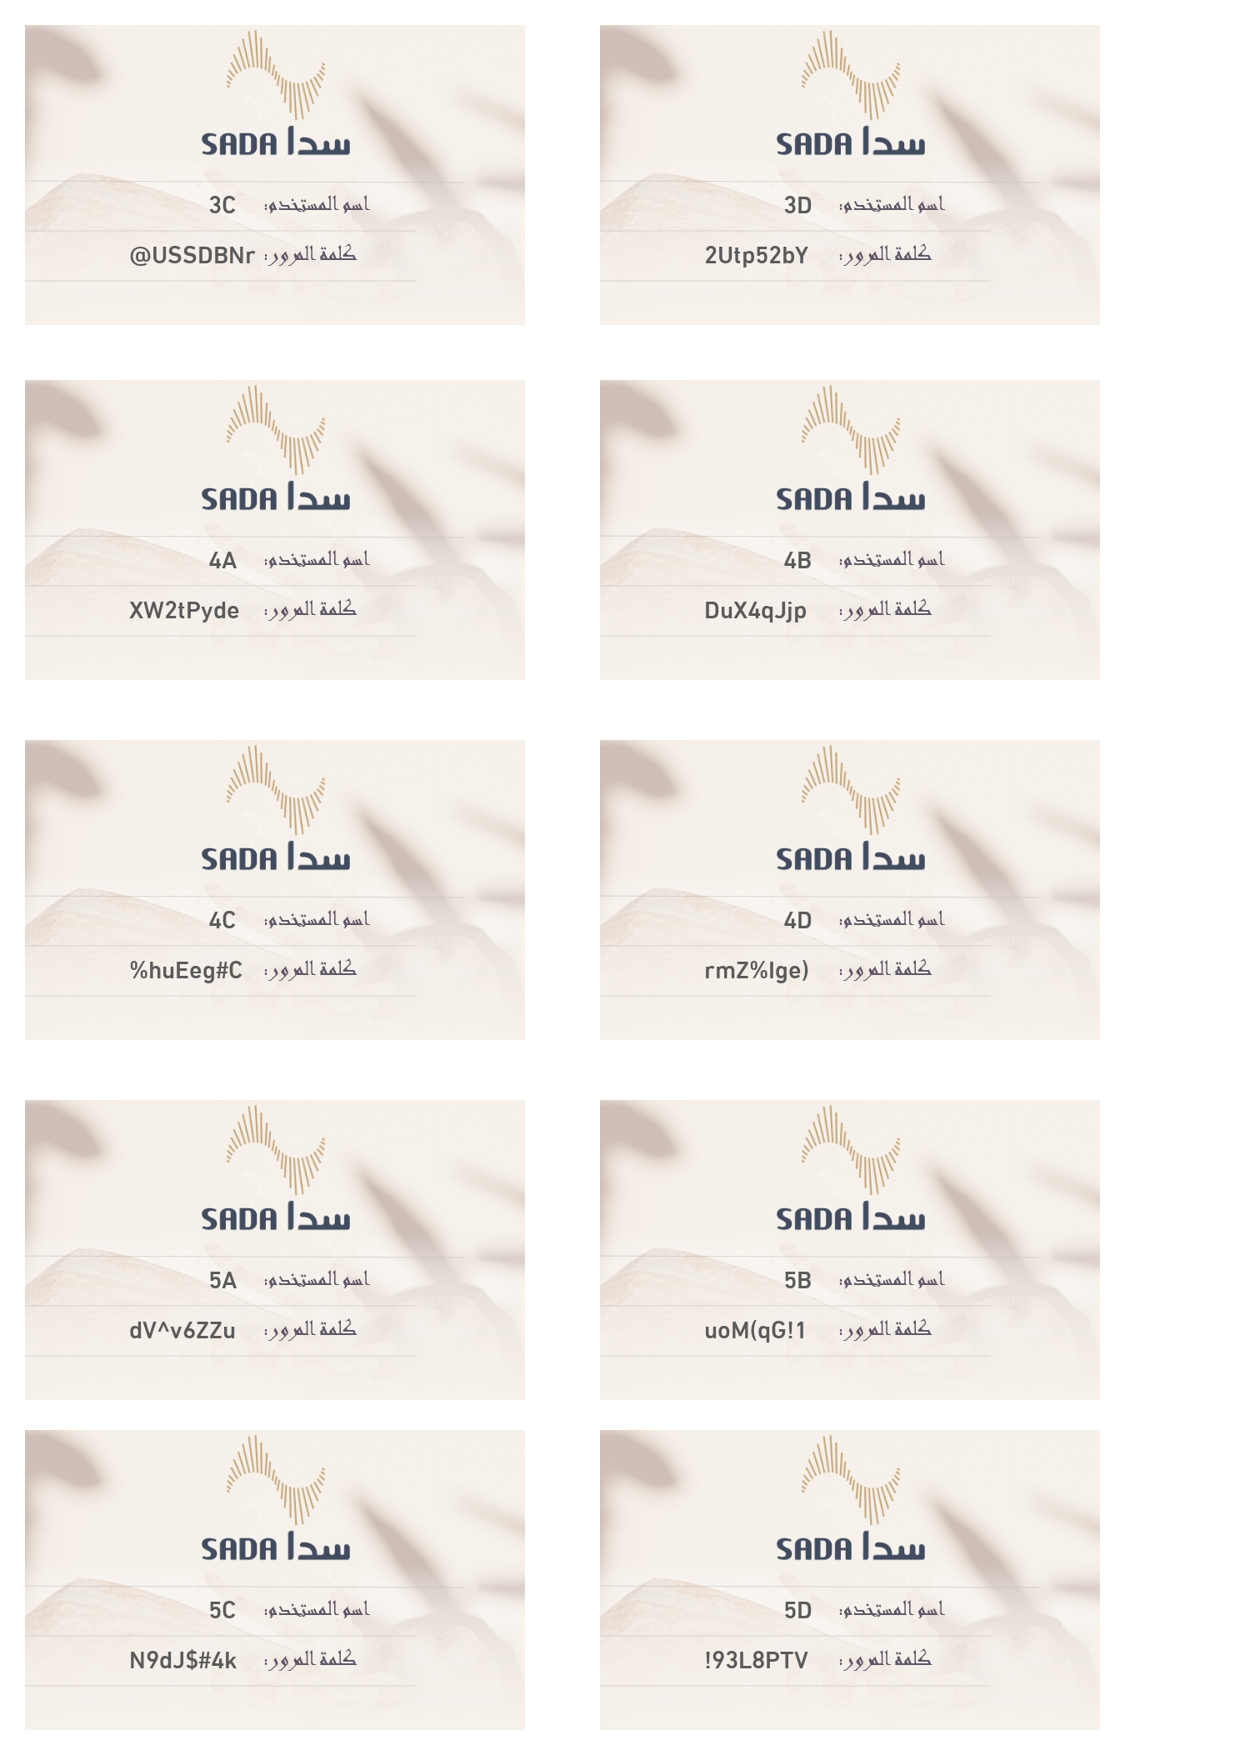 SADA سدا
اسم المستخدم: 3C
كلمة المرور: @USSDBNr
SADA سدا
اسم المستخدم: 3D
كلمة المرور: 2Utp52bY
SADA سدا
اسم المستخدم: 4A
كلمة المرور: XW2tPyde
SADA سدا
اسم المستخدم: 4B
كلمة المرور: DuX4qJjp
SADA سدا
اسم المستخدم: 4C
كلمة المرور: %huEeg#C
SADA سدا
اسم المستخدم: 4D
كلمة المرور: rmZ%Ige)
SADA سدا
اسم المستخدم: 5A
كلمة المرور: dV^v6ZZu
SADA سدا
اسم المستخدم: 5B
كلمة المرور: uoM(qG!1
SADA سدا
اسم المستخدم: 5C
كلمة المرور: N9dJ$#4k
SADA سدا
اسم المستخدم: 5D
كلمة المرور: !93L8PTV